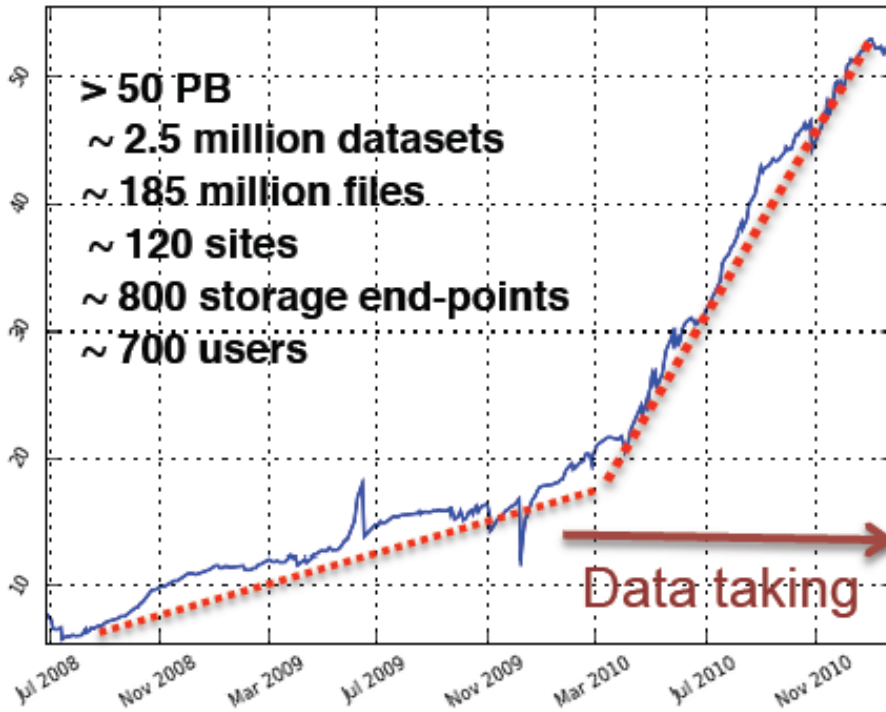 50
40
30
20
10
> 50 PB
~ 2.5 million datasets
~ 185 million files
~ 120 sites
~ 800 storage end-points
~ 700 users
Data taking
Jul 2008
Nov 2008
Mar 2009
Jul 2009
Nov 2009
Mar 2010
Jul 2010
Nov 2010